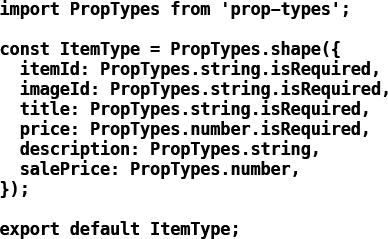 import PropTypes from 'prop-types';

const ItemType = PropTypes.shape({
  itemId: PropTypes.string.isRequired,
  imageId: PropTypes.string.isRequired,
  title: PropTypes.string.isRequired,
  price: PropTypes.number.isRequired,
  description: PropTypes.string,
  salePrice: PropTypes.number,
});

export default ItemType;